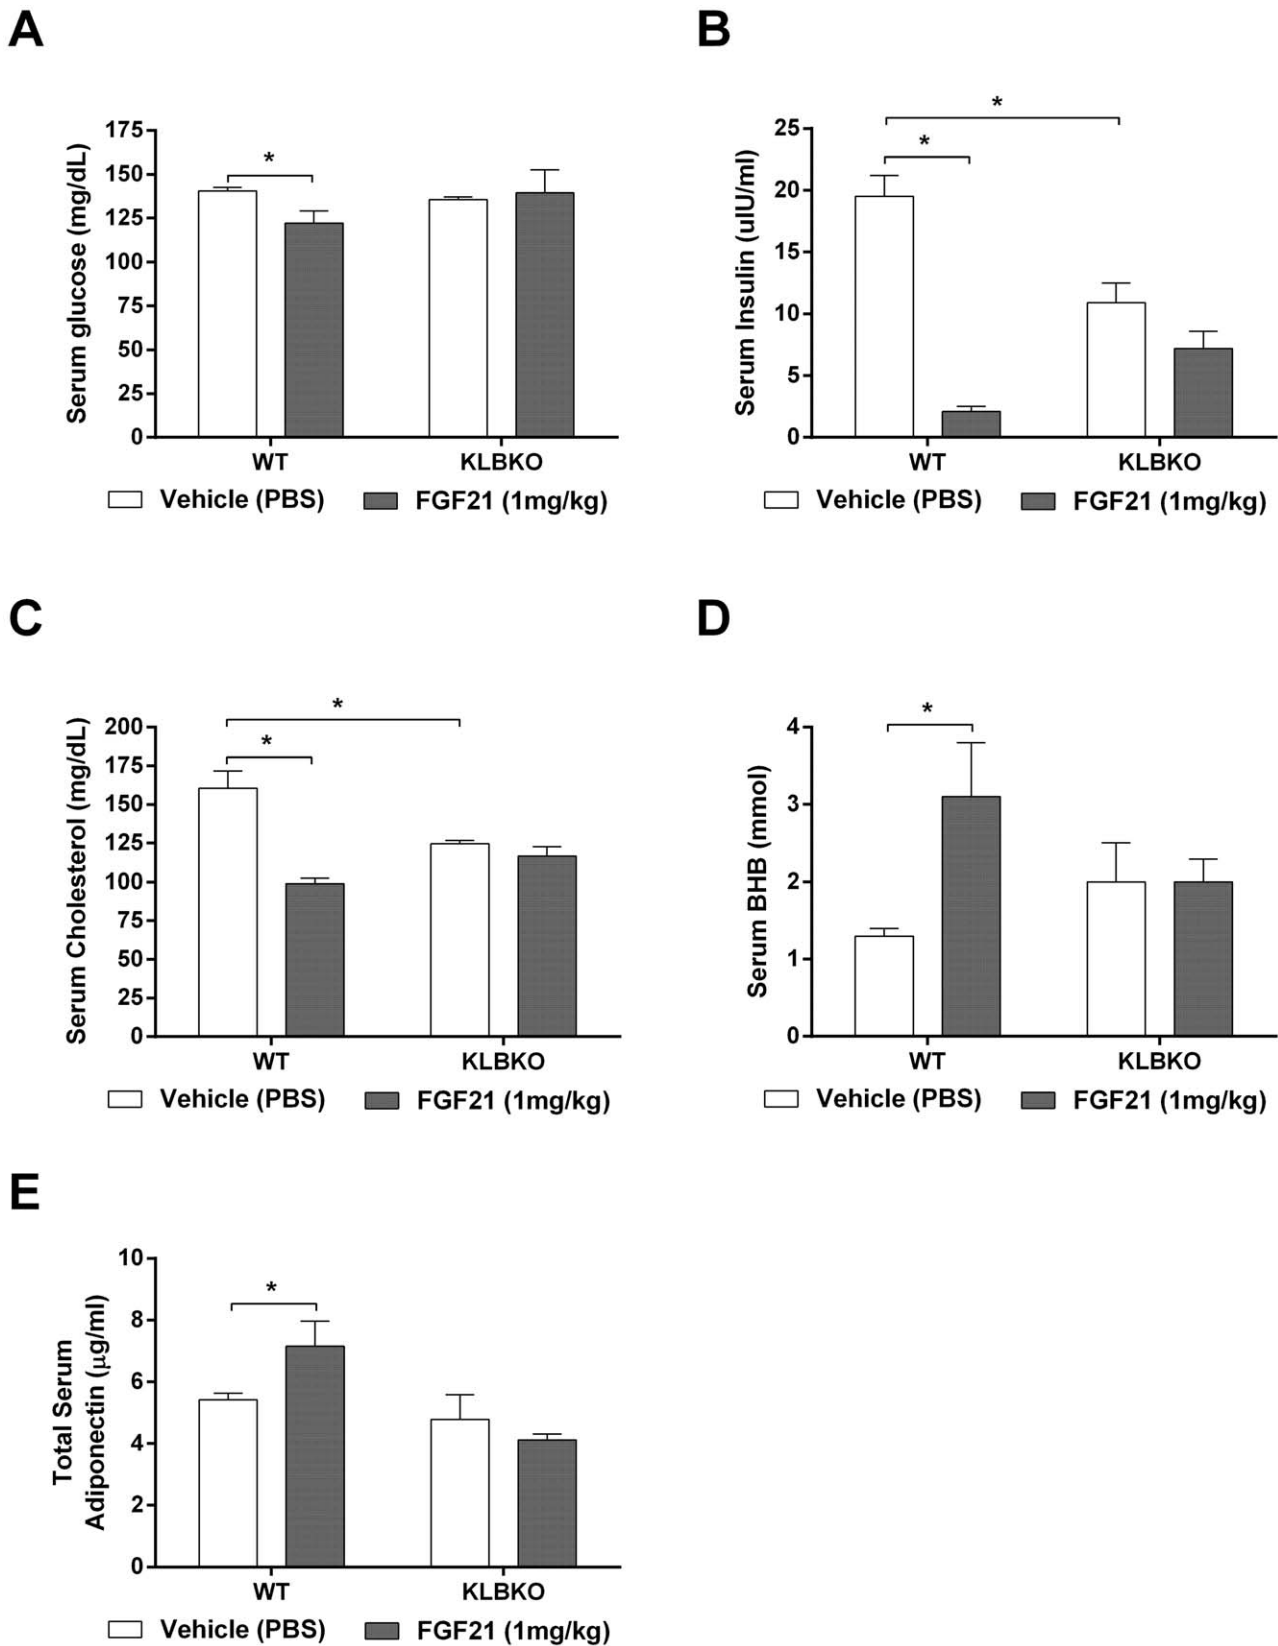 A
Serum glucose (mg/dL)
175
150
125
100
75
50
25
0
*
WT
KLBKO
Vehicle (PBS)
FGF21 (1mg/kg)
B
Serum Insulin (uIU/ml)
25
20
15
10
5
0
*
*
WT
KLBKO
Vehicle (PBS)
FGF21 (1mg/kg)
C
Serum Cholesterol (mg/dL)
200
175
150
125
100
75
50
25
0
*
*
WT
KLBKO
Vehicle (PBS)
FGF21 (1mg/kg)
D
Serum BHB (mmol)
4
3
2
1
0
*
WT
KLBKO
Vehicle (PBS)
FGF21 (1mg/kg)
E
Total Serum
Adiponectin (μg/ml)
10
8
6
4
2
0
*
WT
KLBKO
Vehicle (PBS)
FGF21 (1mg/kg)